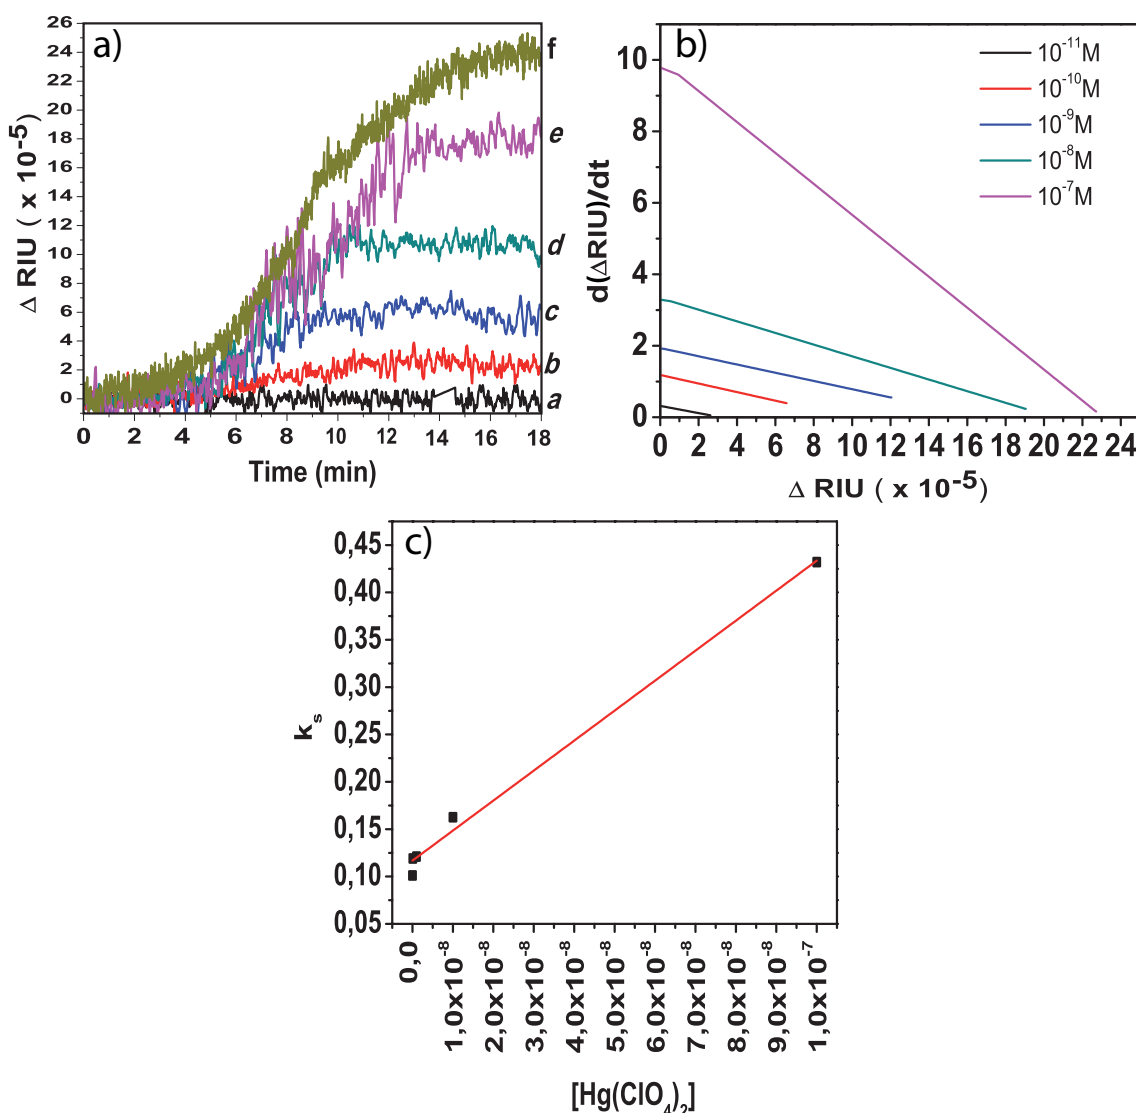 a)
26
24
22
20
18
16
14
12
10
8
6
4
2
0
Δ RIU ( x 10⁻⁵)
f
e
d
c
b
a
0 2 4 6 8 10 12 14 16 18
Time (min)
b)
10
8
6
4
2
0
d(ΔRIU)/dt
10⁻¹¹M
10⁻¹⁰M
10⁻⁹M
10⁻⁸M
10⁻⁷M
0 2 4 6 8 10 12 14 16 18 20 22 24
Δ RIU ( x 10⁻⁵)
c)
0,45
0,40
0,35
0,30
0,25
0,20
0,15
0,10
0,05
kₛ
0,0
1,0x10⁻⁸
2,0x10⁻⁸
3,0x10⁻⁸
4,0x10⁻⁸
5,0x10⁻⁸
6,0x10⁻⁸
7,0x10⁻⁸
8,0x10⁻⁸
9,0x10⁻⁸
1,0x10⁻⁷
[Hg(ClO₄)₂]